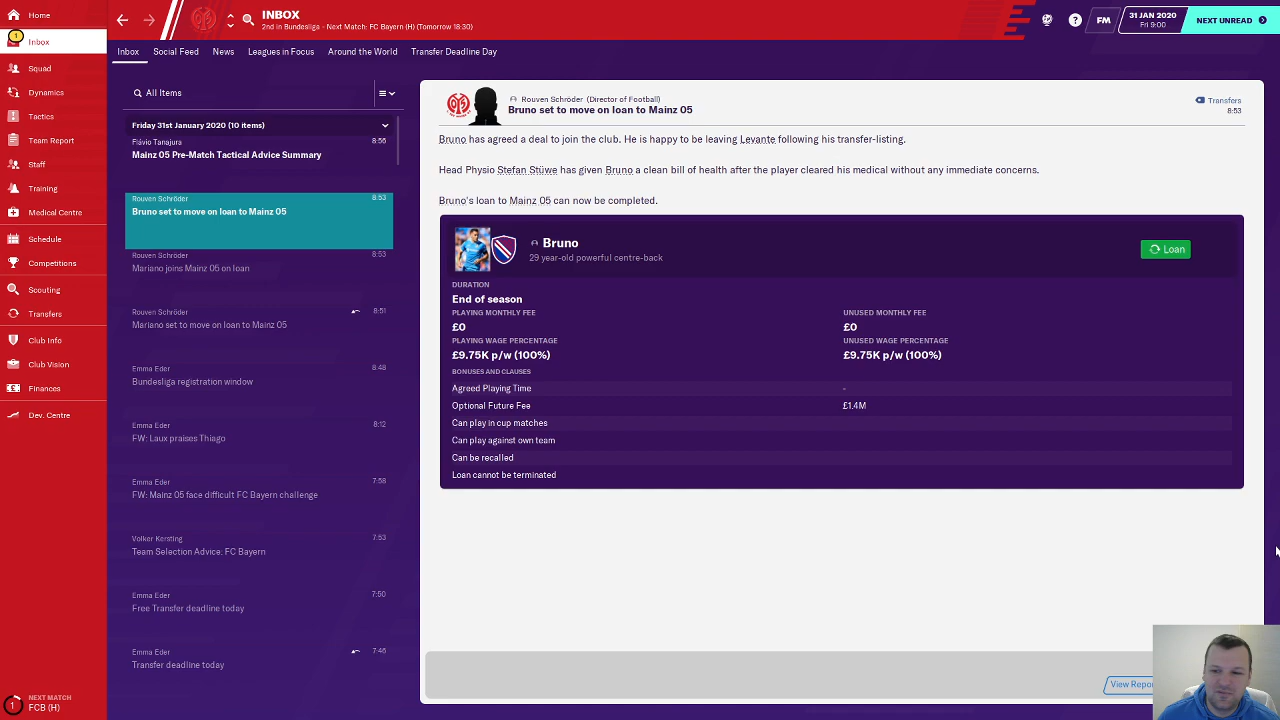 Home
INBOX
2nd in Bundesliga - Next Match: FC Bayern (H) (Tomorrow 18:30)
?
FM
31 JAN 2020
Fri 9:00
NEXT UNREAD
1
Inbox
Squad
Dynamics
Tactics
Team Report
Staff
Training
Medical Centre
Schedule
Competitions
Scouting
Transfers
Club Info
Club Vision
Finances
Dev. Centre
1
NEXT MATCH
FCB (H)
Inbox Social Feed News Leagues in Focus Around the World Transfer Deadline Day
All Items
Friday 31st January 2020 (10 items)
Flávio Tanajura 8:56
Mainz 05 Pre-Match Tactical Advice Summary
Rouven Schröder 8:53
Bruno set to move on loan to Mainz 05
Rouven Schröder 8:53
Mariano joins Mainz 05 on loan
Rouven Schröder 8:51
Mariano set to move on loan to Mainz 05
Emma Eder 8:48
Bundesliga registration window
Emma Eder 8:12
FW: Laux praises Thiago
Emma Eder 7:58
FW: Mainz 05 face difficult FC Bayern challenge
Volker Kersting 7:53
Team Selection Advice: FC Bayern
Emma Eder 7:50
Free Transfer deadline today
Emma Eder 7:46
Transfer deadline today
Rouven Schröder (Director of Football)
Bruno set to move on loan to Mainz 05
Transfers
8:53
Bruno has agreed a deal to join the club. He is happy to be leaving Levante following his transfer-listing.
Head Physio Stefan Stüwe has given Bruno a clean bill of health after the player cleared his medical without any immediate concerns.
Bruno's loan to Mainz 05 can now be completed.
Bruno
29 year-old powerful centre-back
Loan
DURATION
End of season
PLAYING MONTHLY FEE UNUSED MONTHLY FEE
£0 £0
PLAYING WAGE PERCENTAGE UNUSED WAGE PERCENTAGE
£9.75K p/w (100%) £9.75K p/w (100%)
BONUSES AND CLAUSES
Agreed Playing Time -
Optional Future Fee £1.4M
Can play in cup matches
Can play against own team
Can be recalled
Loan cannot be terminated
View Repor